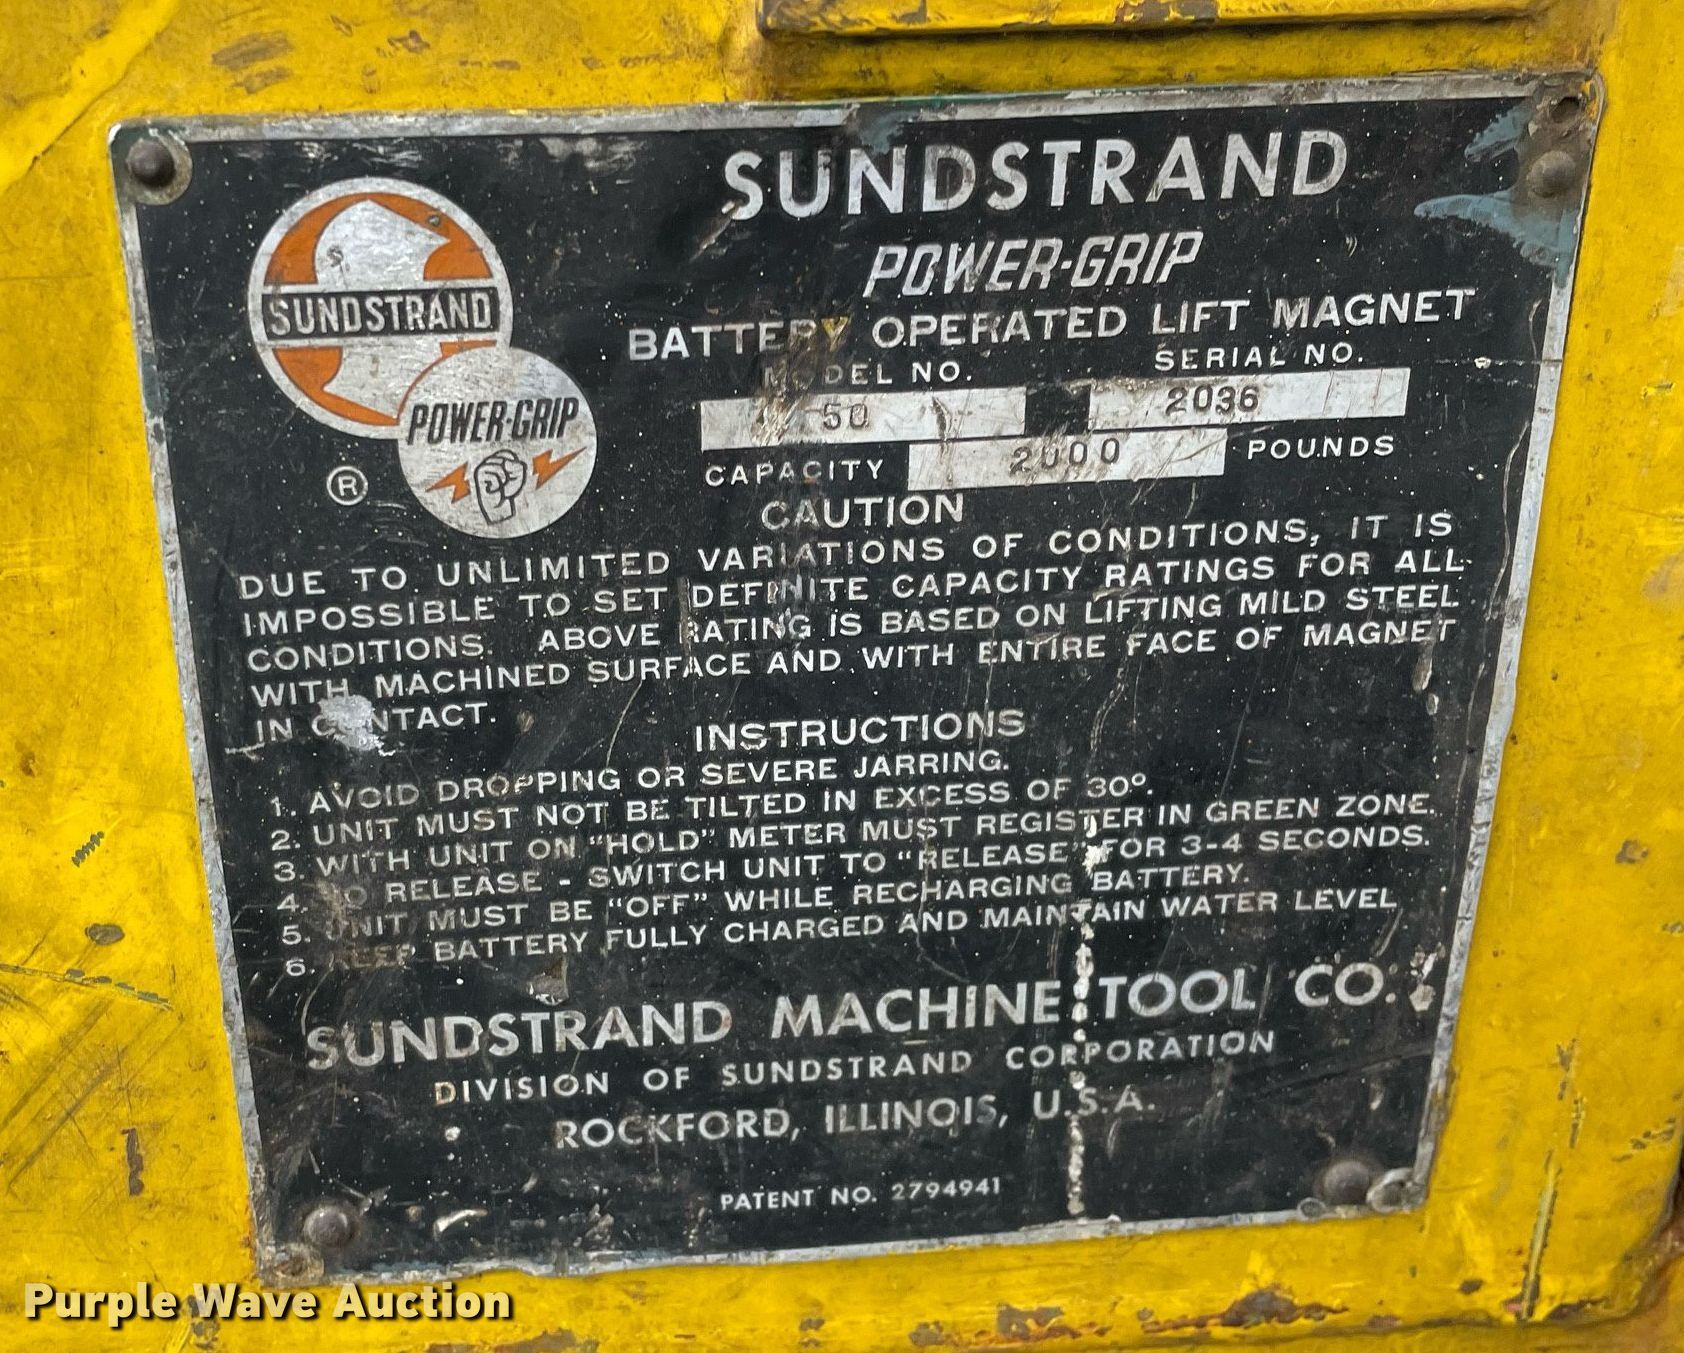 SUNDSTRAND
POWER-GRIP
BATTERY OPERATED LIFT MAGNET
MODEL NO.
SERIAL NO.
50
2036
CAPACITY 2000 POUNDS
SUNDSTRAND
POWER-GRIP
®
CAUTION
DUE TO UNLIMITED VARIATIONS OF CONDITIONS, IT IS
IMPOSSIBLE TO SET DEFINITE CAPACITY RATINGS FOR ALL
CONDITIONS. ABOVE RATING IS BASED ON LIFTING MILD STEEL
WITH MACHINED SURFACE AND WITH ENTIRE FACE OF MAGNET
IN CONTACT.
INSTRUCTIONS
1. AVOID DROPPING OR SEVERE JARRING.
2. UNIT MUST NOT BE TILTED IN EXCESS OF 30°.
3. WITH UNIT ON "HOLD" METER MUST REGISTER IN GREEN ZONE.
4. TO RELEASE - SWITCH UNIT TO "RELEASE" FOR 3-4 SECONDS.
5. UNIT MUST BE "OFF" WHILE RECHARGING BATTERY.
6. KEEP BATTERY FULLY CHARGED AND MAINTAIN WATER LEVEL
SUNDSTRAND MACHINE TOOL CO.
DIVISION OF SUNDSTRAND CORPORATION
ROCKFORD, ILLINOIS, U.S.A.
PATENT NO. 2794941
Purple Wave Auction